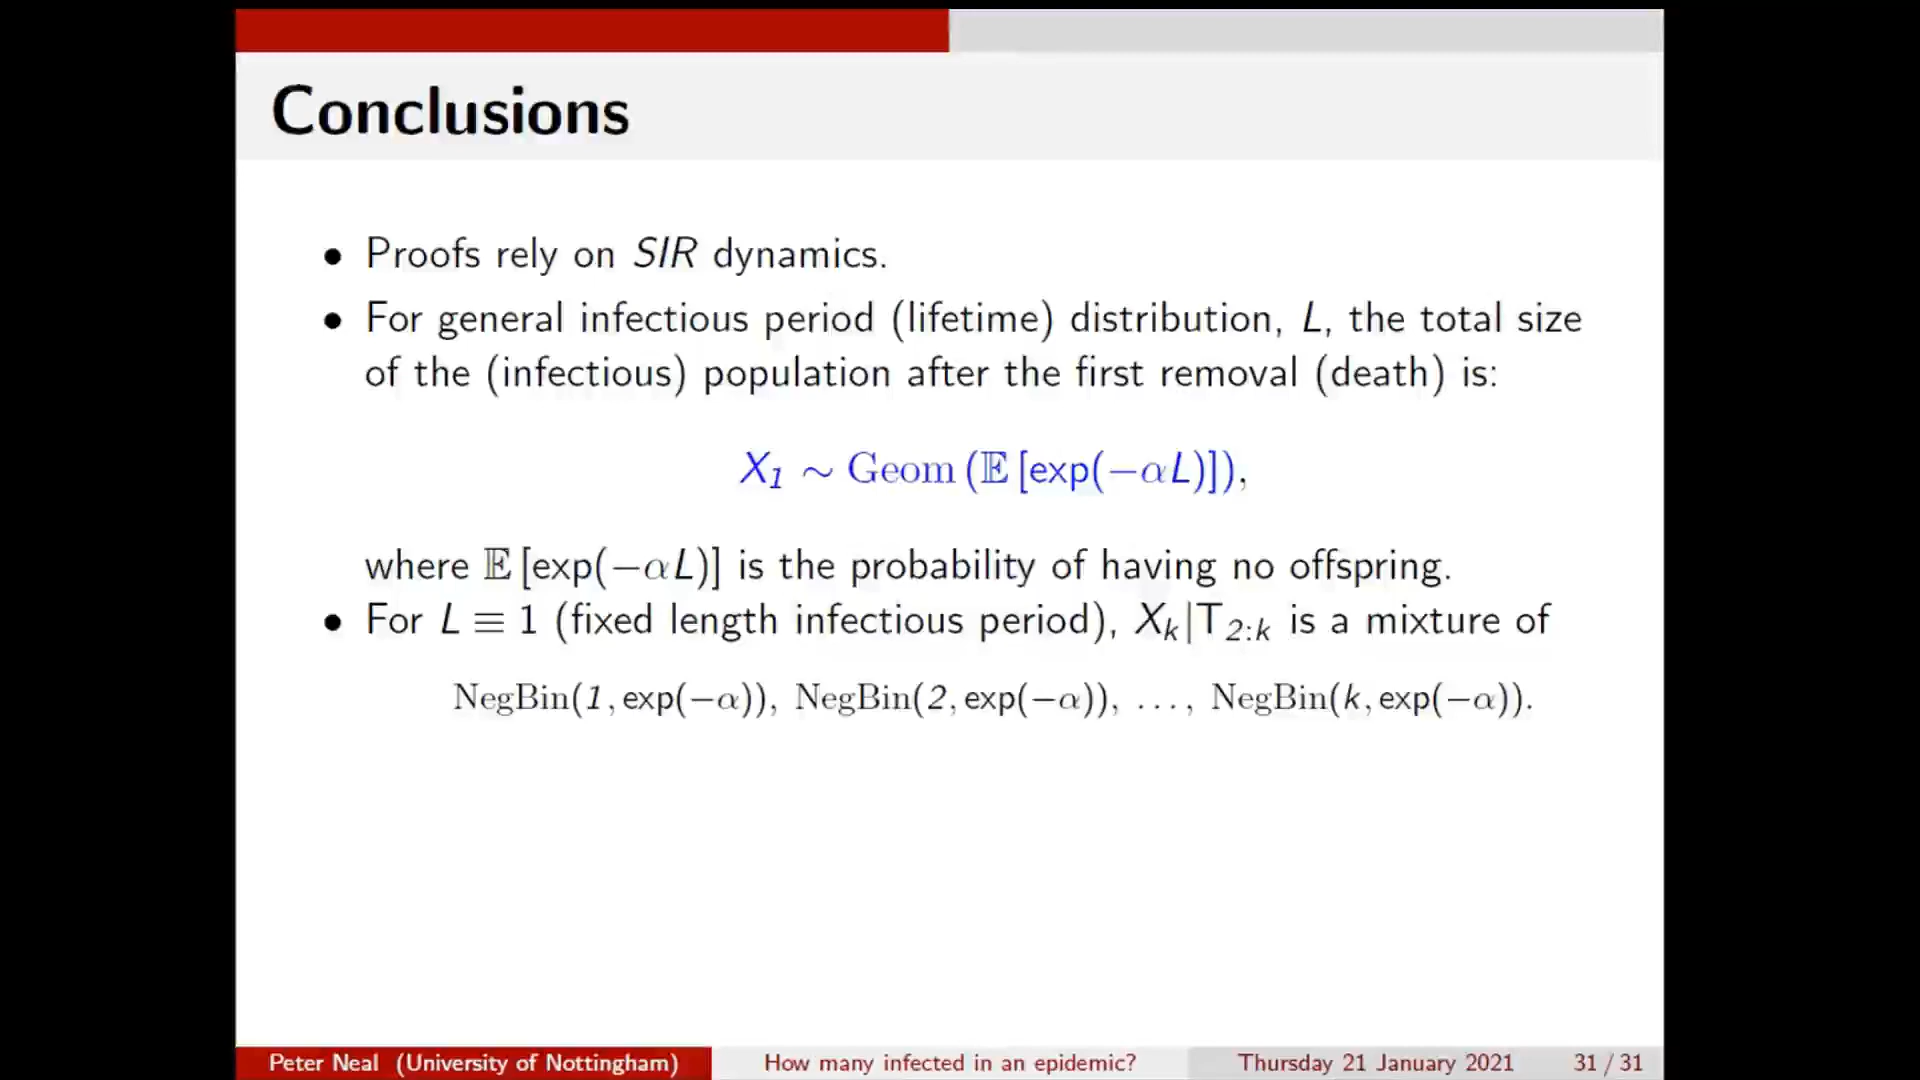 Conclusions
• Proofs rely on SIR dynamics.
• For general infectious period (lifetime) distribution, L, the total size
of the (infectious) population after the first removal (death) is:
X₁ ∼ Geom (𝔼 [exp(−αL)]),
where 𝔼 [exp(−αL)] is the probability of having no offspring.
• For L ≡ 1 (fixed length infectious period), Xₖ|T₂:ₖ is a mixture of
NegBin(1, exp(−α)), NegBin(2, exp(−α)), …, NegBin(k, exp(−α)).
Peter Neal (University of Nottingham) How many infected in an epidemic? Thursday 21 January 2021 31 / 31